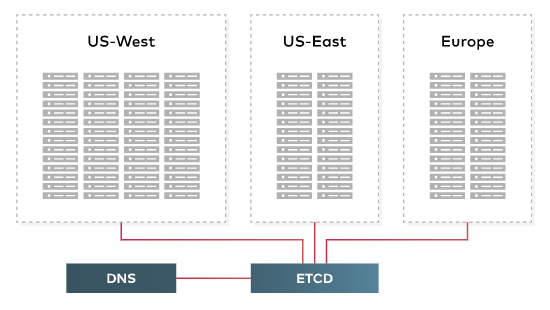 US-West
US-East
Europe
DNS
ETCD